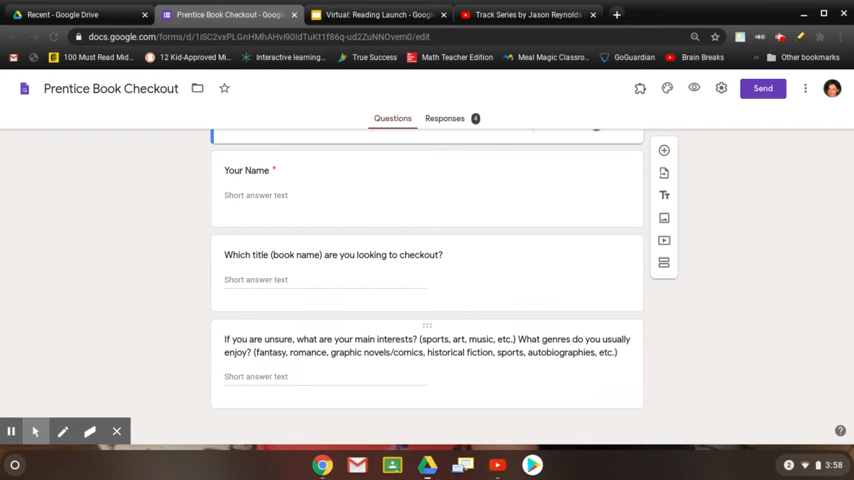 Recent - Google Drive
Prentice Book Checkout - Google
Virtual: Reading Launch - Google
Track Series by Jason Reynolds
docs.google.com/forms/d/1iSC2vxPLGnHMhAHvi90IdTuKt1f86q-ud2ZuNNOvem0/edit
100 Must Read Mid
12 Kid-Approved Mi
Interactive learning
True Success
Math Teacher Edition
Meal Magic Classroo
GoGuardian
Brain Breaks
Other bookmarks
Prentice Book Checkout
Send
Questions
Responses 4
Your Name *
Short answer text
Which title (book name) are you looking to checkout?
Short answer text
If you are unsure, what are your main interests? (sports, art, music, etc.) What genres do you usually
enjoy? (fantasy, romance, graphic novels/comics, historical fiction, sports, autobiographies, etc.)
Short answer text
2 3:58